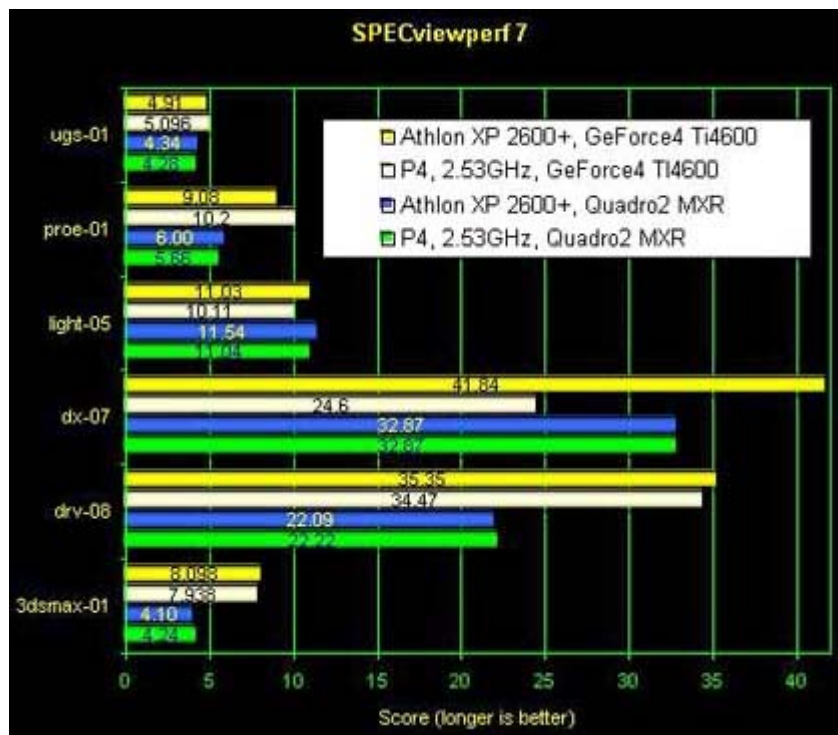 SPECviewperf 7
Athlon XP 2600+, GeForce4 Ti4600
P4, 2.53GHz, GeForce4 TI4600
Athlon XP 2600+, Quadro2 MXR
P4, 2.53GHz, Quadro2 MXR
ugs-01
4.91
5.096
4.34
4.28
proe-01
9.08
10.2
6.00
5.66
light-05
11.03
10.11
11.54
11.04
dx-07
41.84
24.6
32.87
32.87
drv-08
35.35
34.47
22.09
22.22
3dsmax-01
8.098
7.938
4.10
4.24
0 5 10 15 20 25 30 35 40
Score (longer is better)